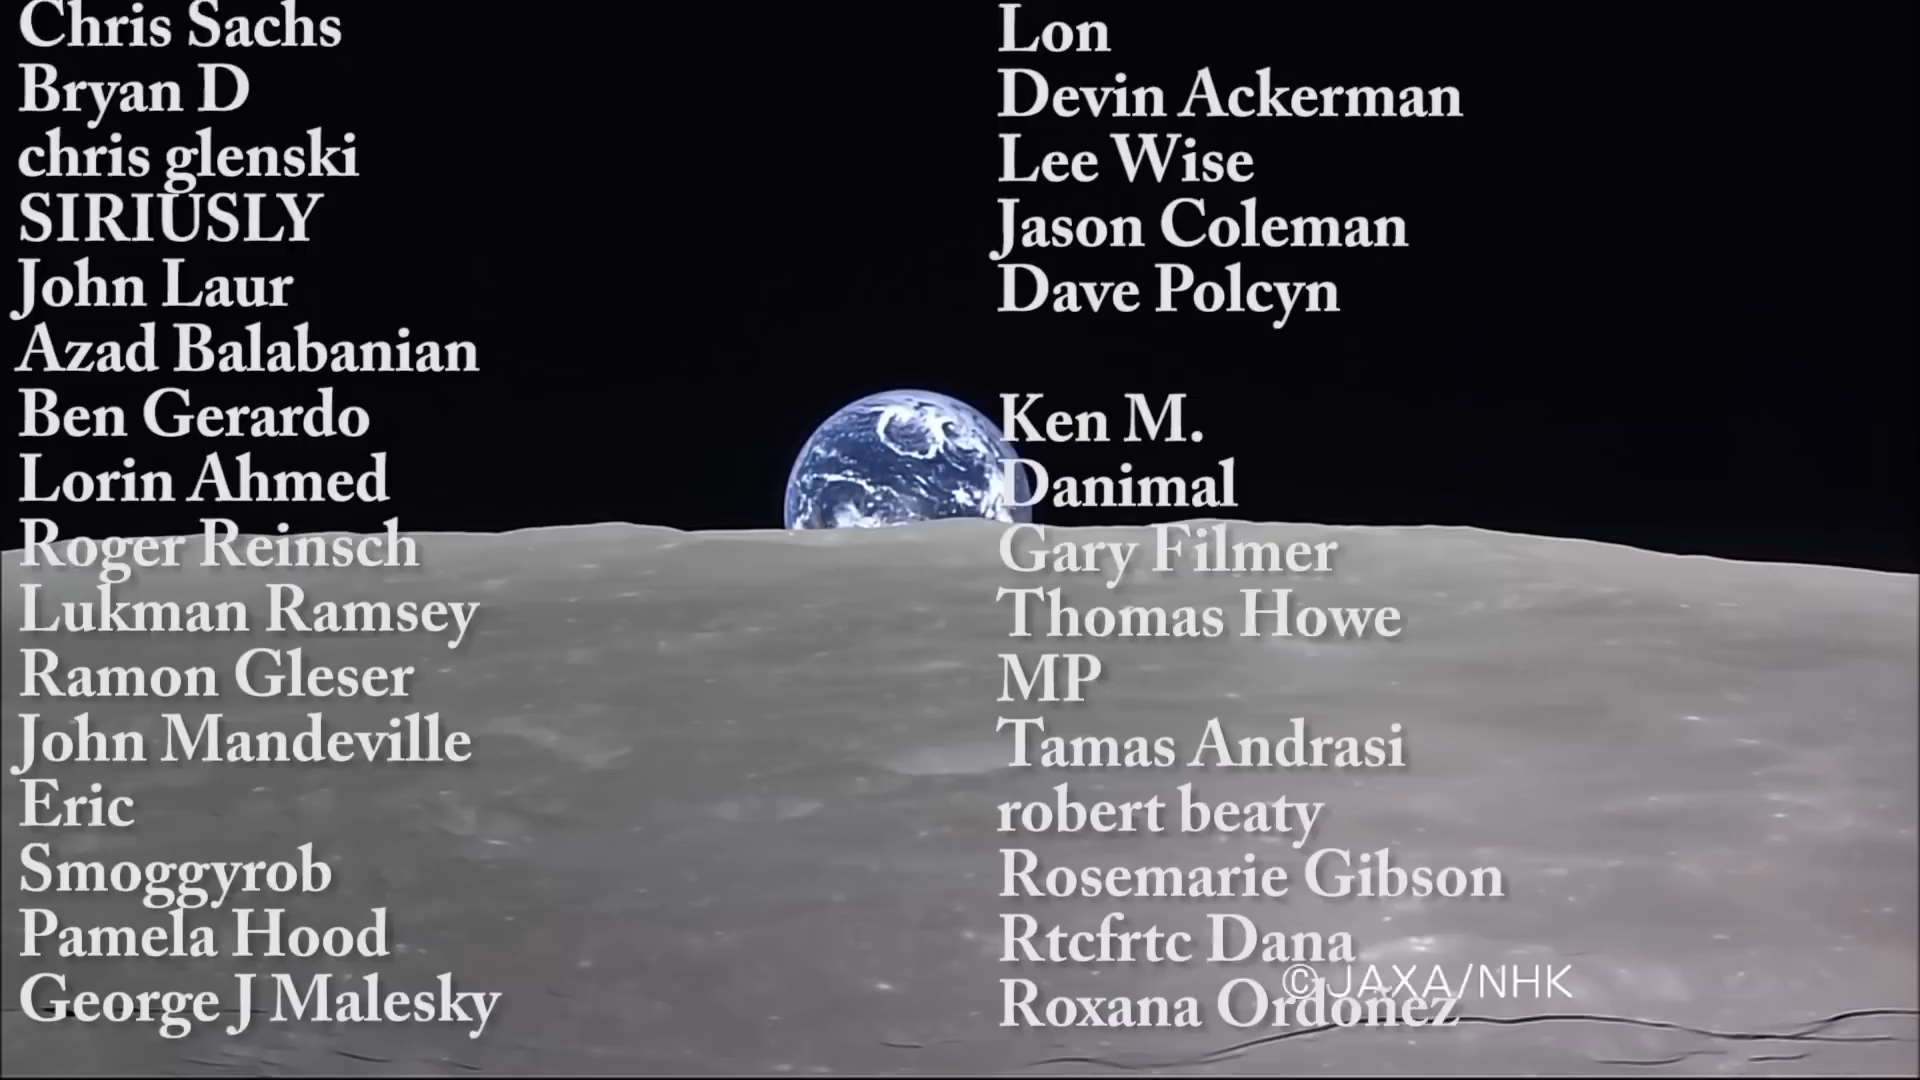 Chris Sachs
Bryan D
chris glenski
SIRIUSLY
John Laur
Azad Balabanian
Ben Gerardo
Lorin Ahmed
Roger Reinsch
Lukman Ramsey
Ramon Gleser
John Mandeville
Eric
Smoggyrob
Pamela Hood
George J Malesky
Lon
Devin Ackerman
Lee Wise
Jason Coleman
Dave Polcyn
Ken M.
Danimal
Gary Filmer
Thomas Howe
MP
Tamas Andrasi
robert beaty
Rosemarie Gibson
Rtcfrtc Dana
©JAXA/NHK
Roxana Ordoñez